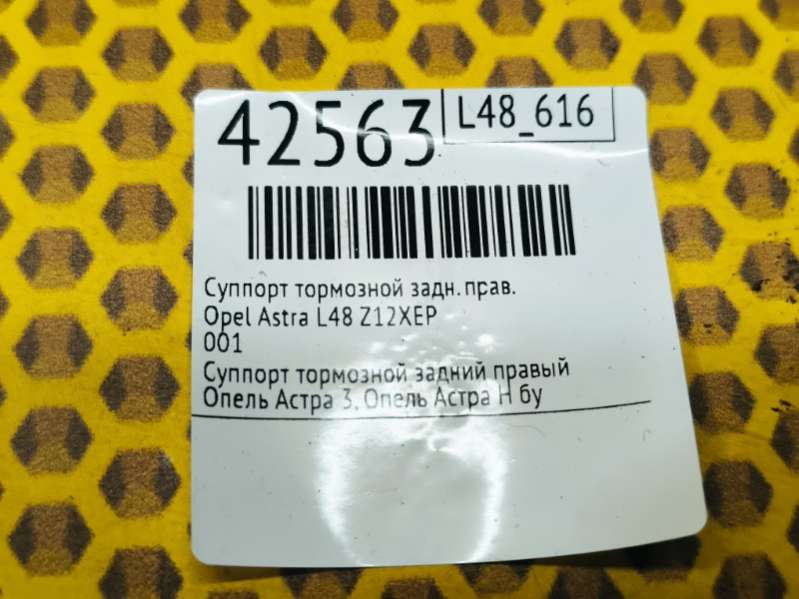 42563
L48_616
Суппорт тормозной задн.прав.
Opel Astra L48 Z12XEP
001
Суппорт тормозной задний правый
Опель Астра 3, Опель Астра Н бу